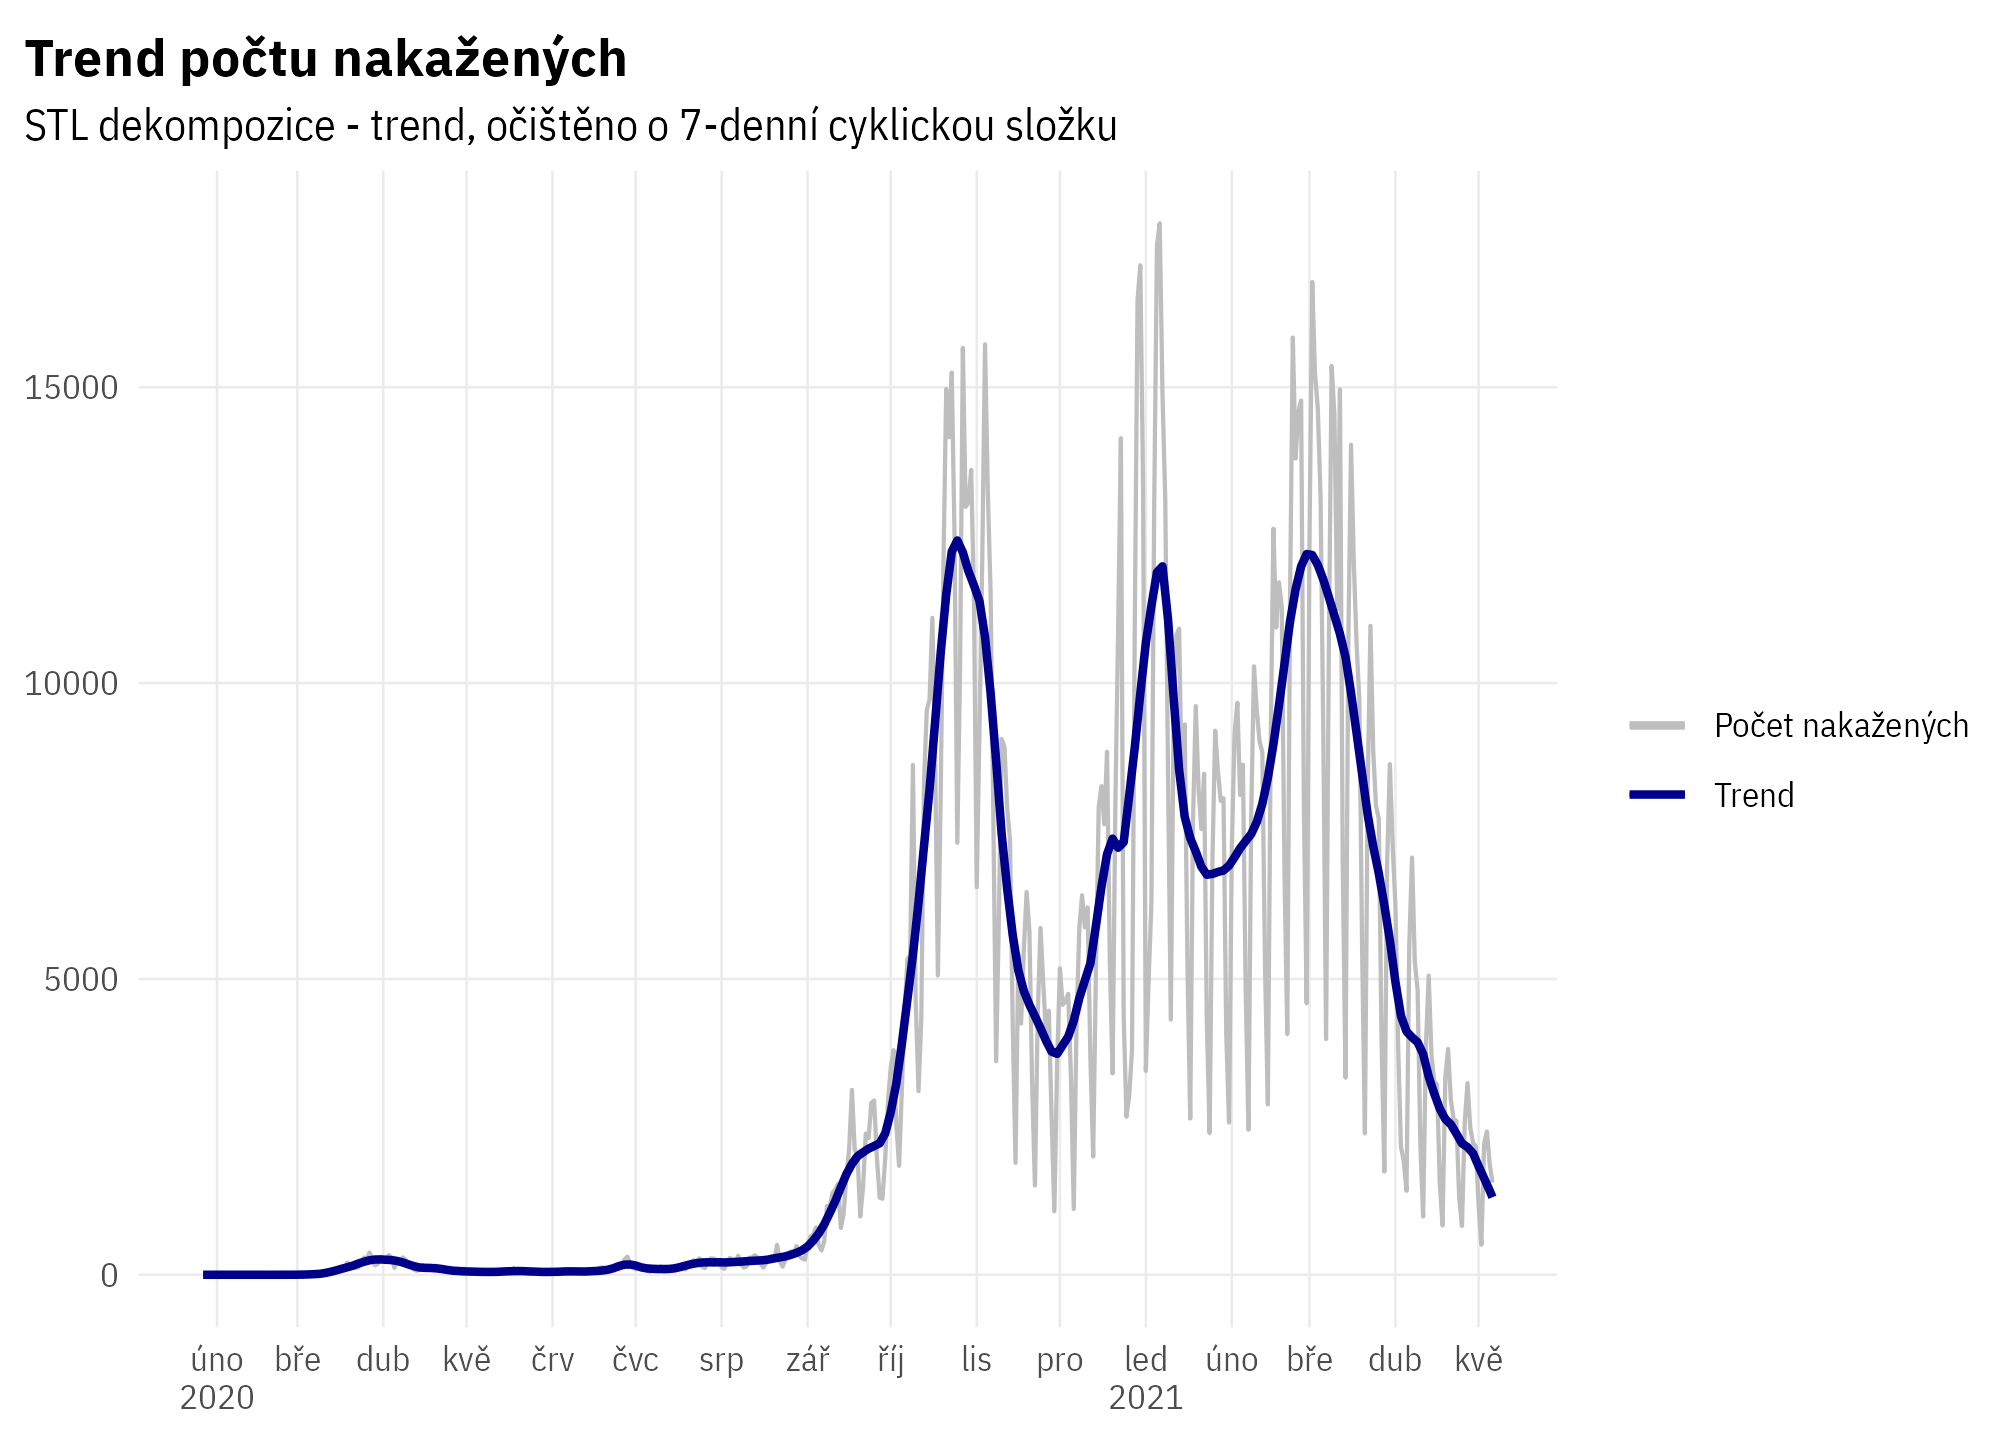 Trend počtu nakažených
STL dekompozice - trend, očištěno o 7-denní cyklickou složku
15000
10000
5000
0
úno bře dub kvě črv čvc srp zář říj lis pro led úno bře dub kvě
2020 2021
Počet nakažených
Trend